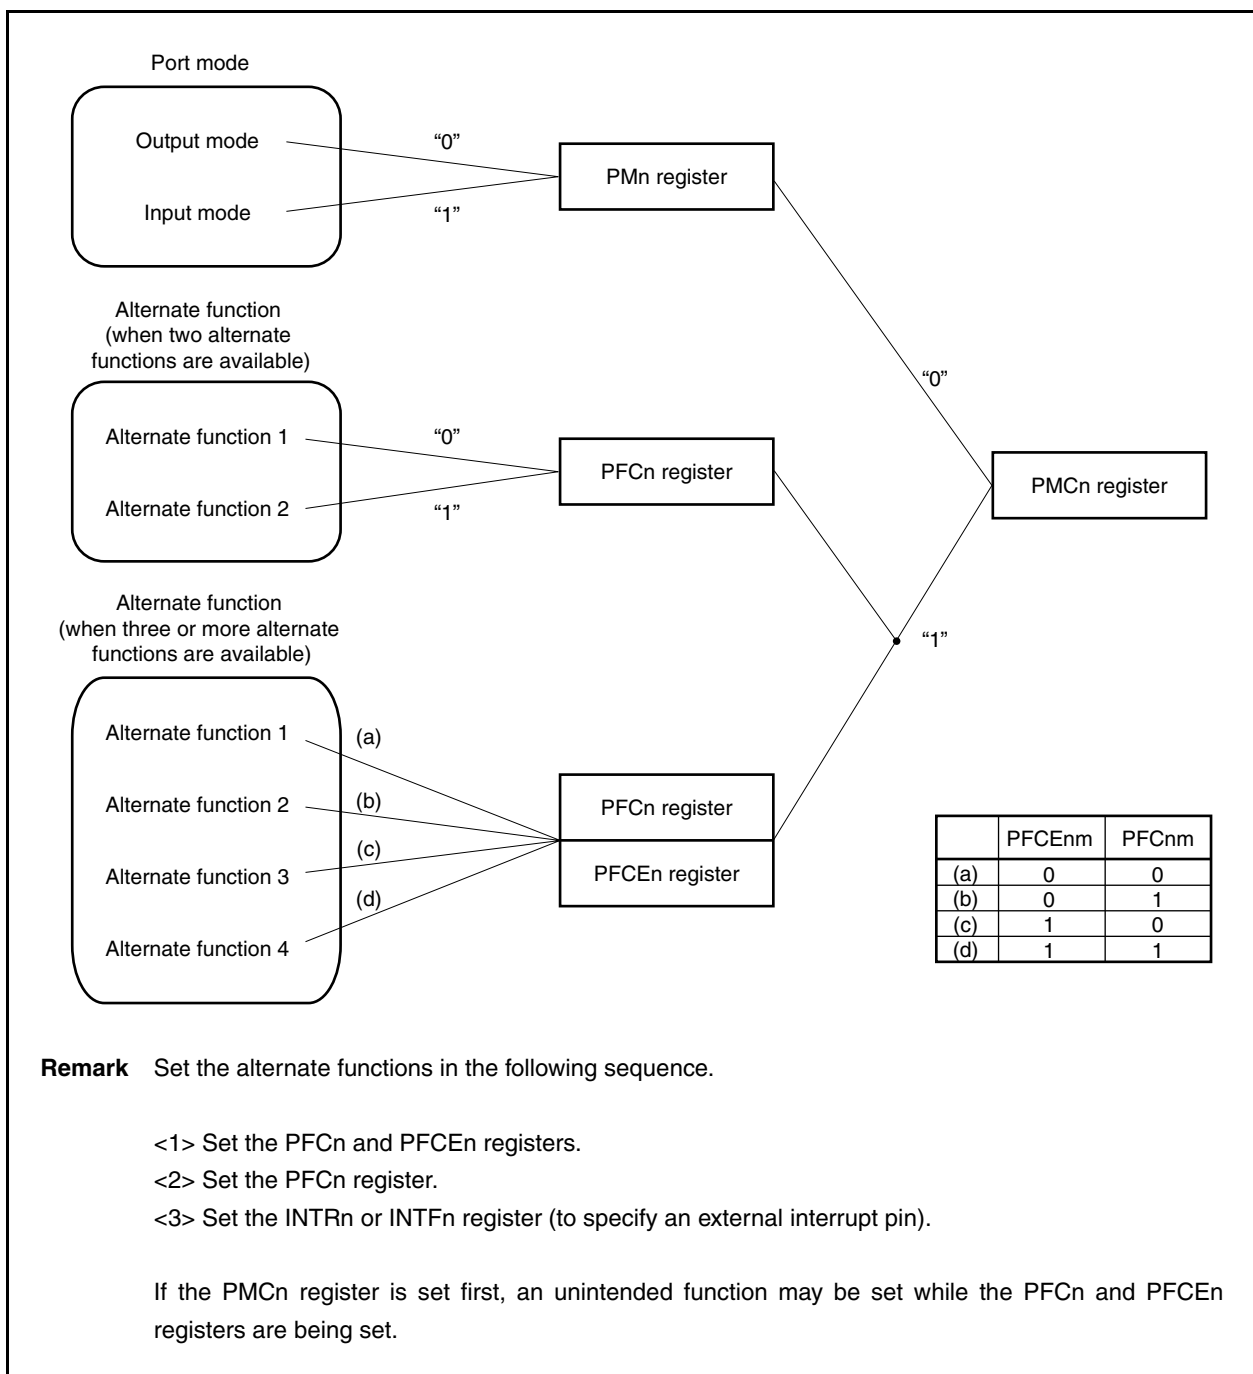 Port mode
Output mode
“0”
PMn register
Input mode
“1”
Alternate function
(when two alternate
functions are available)
“0”
Alternate function 1
“0”
PFCn register
PMCn register
Alternate function 2
“1”
Alternate function
(when three or more alternate
functions are available)
“1”
Alternate function 1
(a)
Alternate function 2
(b)
(c)
Alternate function 3
(d)
Alternate function 4
PFCn register
PFCEn register
PFCEnm PFCnm
(a) 0 0
(b) 0 1
(c) 1 0
(d) 1 1
Remark Set the alternate functions in the following sequence.
<1> Set the PFCn and PFCEn registers.
<2> Set the PFCn register.
<3> Set the INTRn or INTFn register (to specify an external interrupt pin).
If the PMCn register is set first, an unintended function may be set while the PFCn and PFCEn
registers are being set.